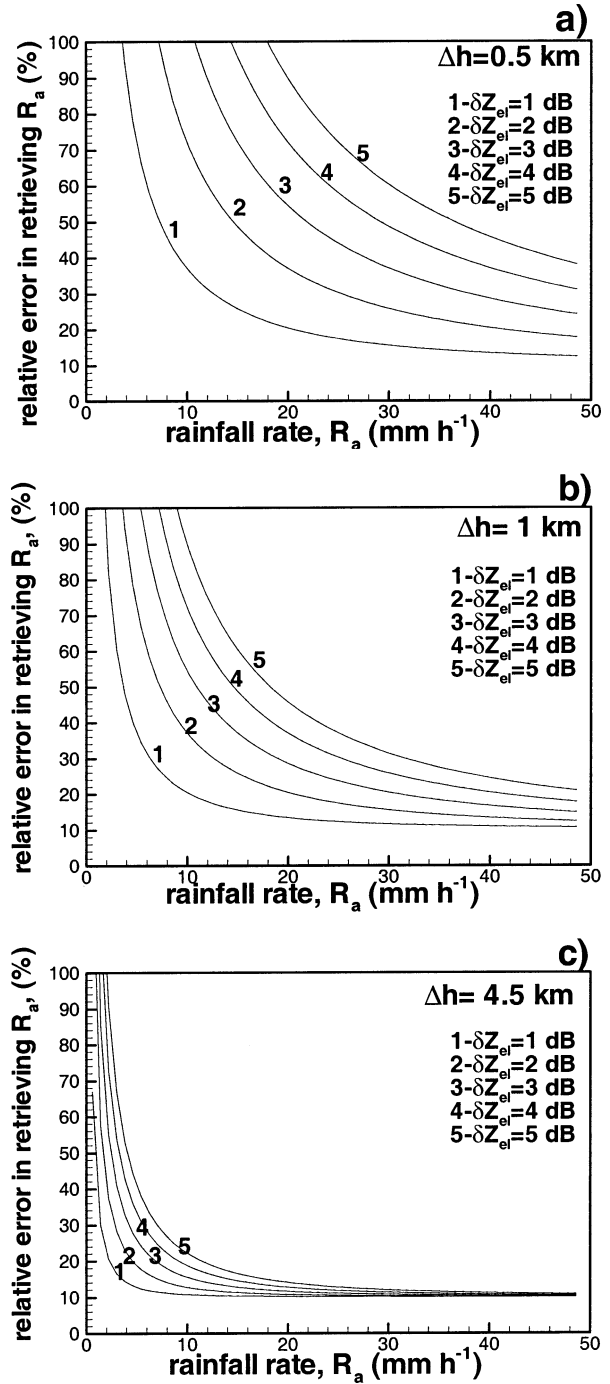 a)
Δh=0.5 km
1-δZel=1 dB
2-δZel=2 dB
3-δZel=3 dB
4-δZel=4 dB
5-δZel=5 dB
relative error in retrieving Ra (%)
100
90
80
70
60
50
40
30
20
10
0
1
2
3
4
5
0 10 20 30 40 50
rainfall rate, Ra (mm h-1)
b)
Δh= 1 km
1-δZel=1 dB
2-δZel=2 dB
3-δZel=3 dB
4-δZel=4 dB
5-δZel=5 dB
relative error in retrieving Ra, (%)
100
90
80
70
60
50
40
30
20
10
0
1
2
3
4
5
0 10 20 30 40 50
rainfall rate, Ra (mm h-1)
c)
Δh= 4.5 km
1-δZel=1 dB
2-δZel=2 dB
3-δZel=3 dB
4-δZel=4 dB
5-δZel=5 dB
relative error in retrieving Ra, (%)
100
90
80
70
60
50
40
30
20
10
0
1
2
3
4
5
0 10 20 30 40 50
rainfall rate, Ra (mm h-1)